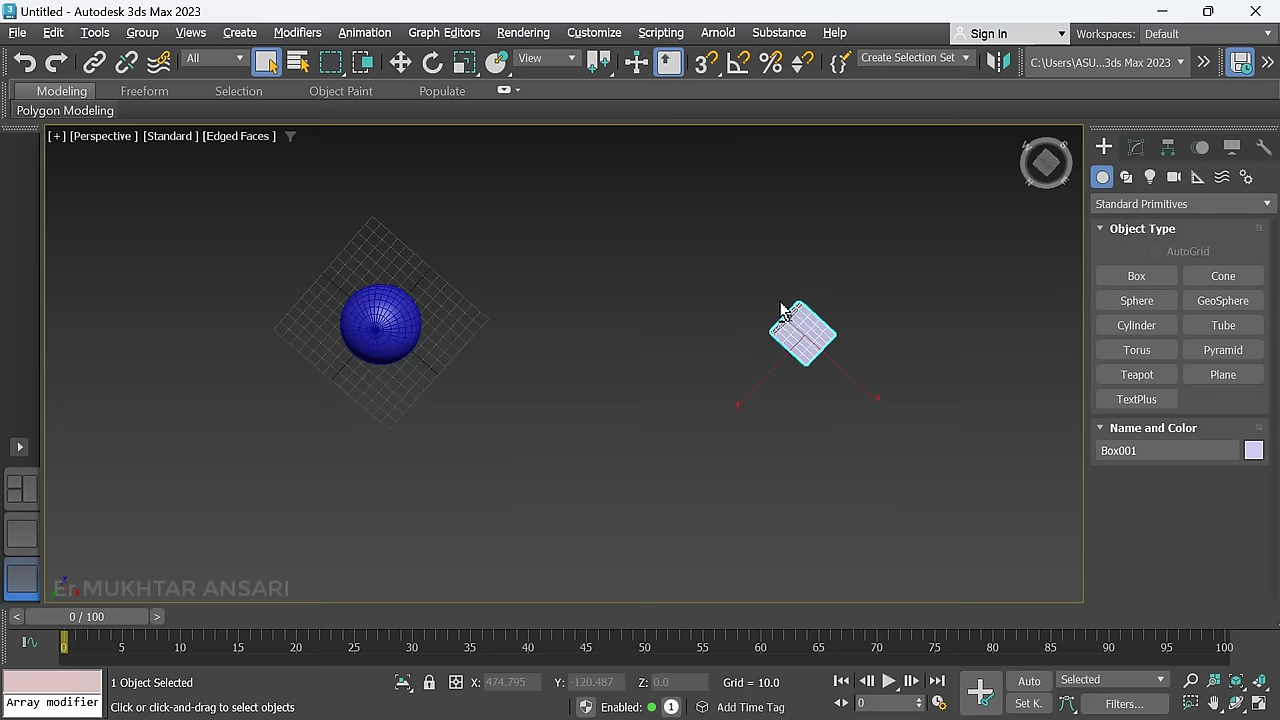 Untitled - Autodesk 3ds Max 2023
File Edit Tools Group Views Create Modifiers Animation Graph Editors Rendering Customize Scripting Arnold Substance Help
Sign In
Workspaces: Default
All
View
Create Selection Set
C:\Users\ASU...3ds Max 2023
Modeling Freeform Selection Object Paint Populate
Polygon Modeling
[+] [Perspective ] [Standard ] [Edged Faces ]
Standard Primitives
Object Type
AutoGrid
Box Cone
Sphere GeoSphere
Cylinder Tube
Torus Pyramid
Teapot Plane
TextPlus
Name and Color
Box001
Er.MUKHTAR ANSARI
< 0 / 100 >
0 5 10 15 20 25 30 35 40 45 50 55 60 65 70 75 80 85 90 95 100
1 Object Selected
X: 474.795 Y: -120.487 Z: 0.0 Grid = 10.0
Auto Selected
Array modifier
Click or click-and-drag to select objects
Enabled: 1 Add Time Tag
0
Set K. Filters...